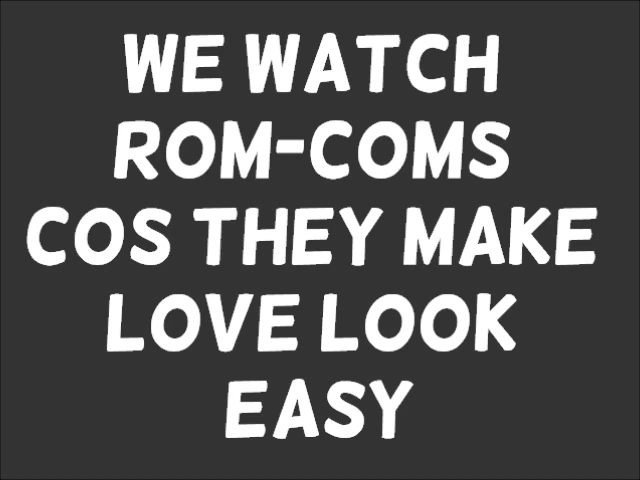 WE WATCH
ROM-COMS
COS THEY MAKE
LOVE LOOK
EASY